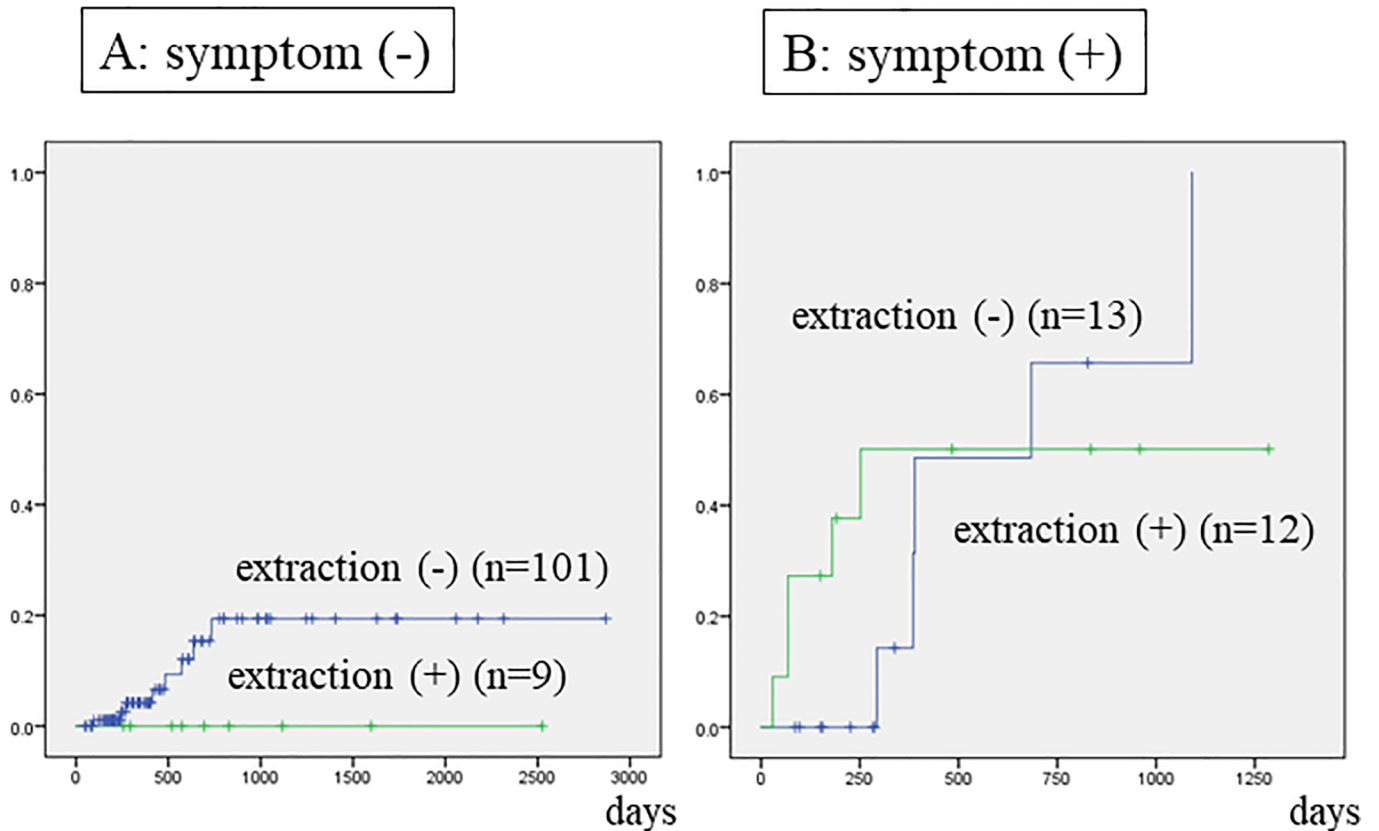 A: symptom (-)
B: symptom (+)
1.0
0.8
0.6
0.4
0.2
0.0
extraction (-) (n=101)
extraction (+) (n=9)
0 500 1000 1500 2000 2500 3000
days
1.0
0.8
0.6
0.4
0.2
0.0
extraction (-) (n=13)
extraction (+) (n=12)
0 250 500 750 1000 1250
days